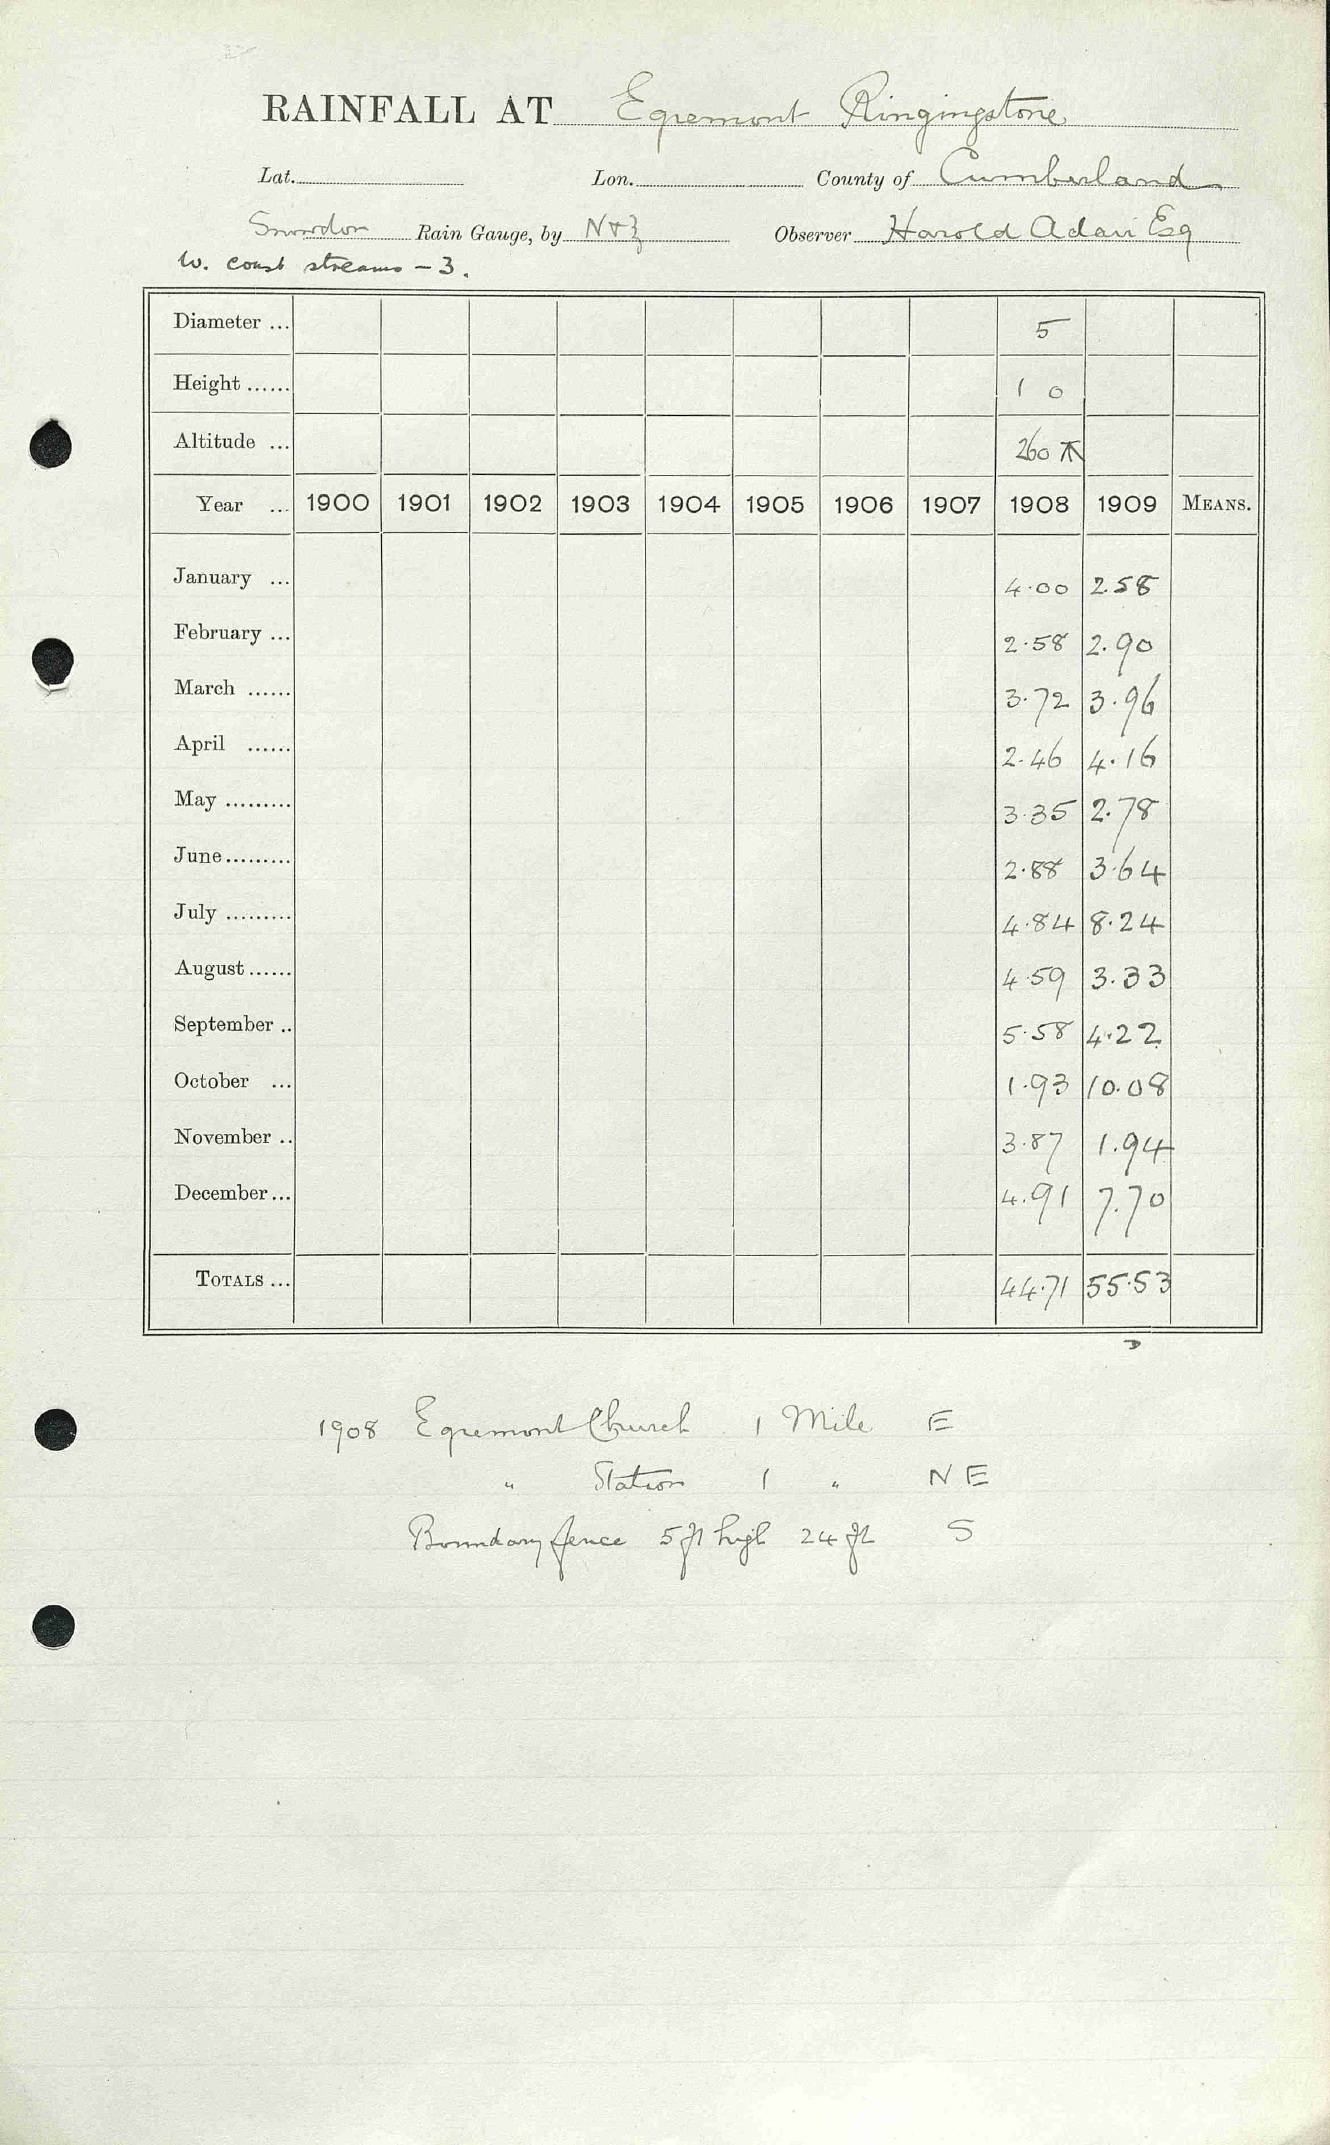 RAINFALL AT Egremont Ringingstone
Lat. Lon. County of Cumberland
Snowdon Rain Gauge, by N & Z Observer Harold Adair Esq
W. coast streams - 3.
Diameter ... 5
Height ...... 1 0
Altitude ... 260
Year ... 1900 1901 1902 1903 1904 1905 1906 1907 1908 1909 MEANS.
January ... 4.00 2.58
February ... 2.58 2.90
March ...... 3.72 3.96
April ...... 2.46 4.16
May ......... 3.35 2.78
June ......... 2.88 3.64
July ......... 4.84 8.24
August ...... 4.59 3.33
September .. 5.58 4.22
October ... 1.93 10.08
November .. 3.87 1.94
December ... 4.91 7.70
TOTALS ... 44.71 55.53
1908 Egremont Church 1 Mile E
" Station 1 " NE
Boundary fence 5 ft high 24 ft S